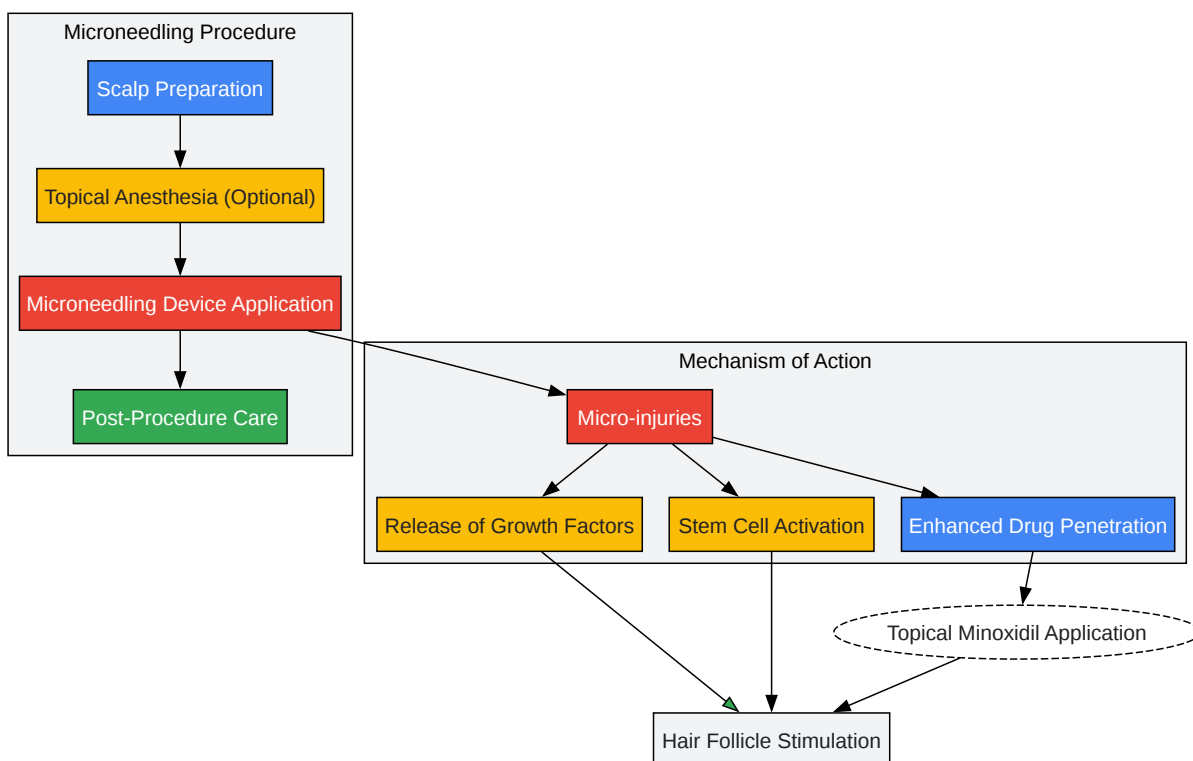 Microneedling Procedure
Scalp Preparation
Topical Anesthesia (Optional)
Microneedling Device Application
Post-Procedure Care
Mechanism of Action
Micro-injuries
Release of Growth Factors
Stem Cell Activation
Enhanced Drug Penetration
Topical Minoxidil Application
Hair Follicle Stimulation